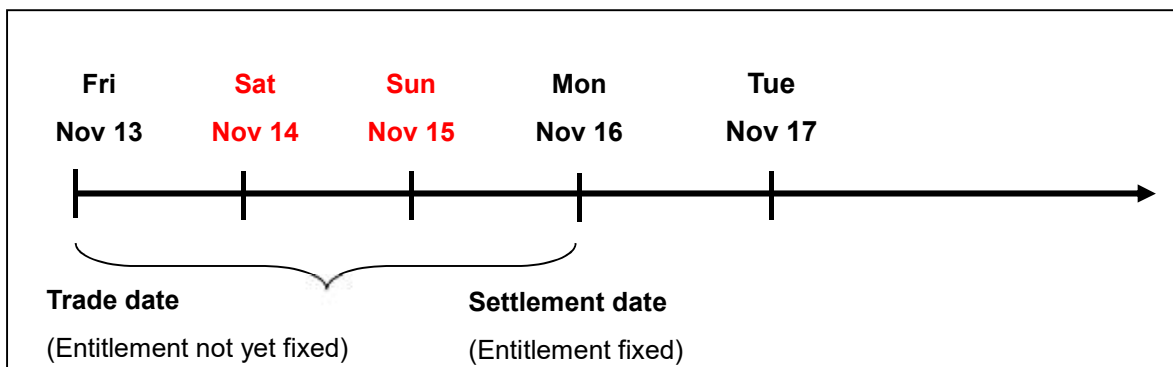 Fri Sat Sun Mon Tue
Nov 13 Nov 14 Nov 15 Nov 16 Nov 17
Trade date Settlement date
(Entitlement not yet fixed) (Entitlement fixed)